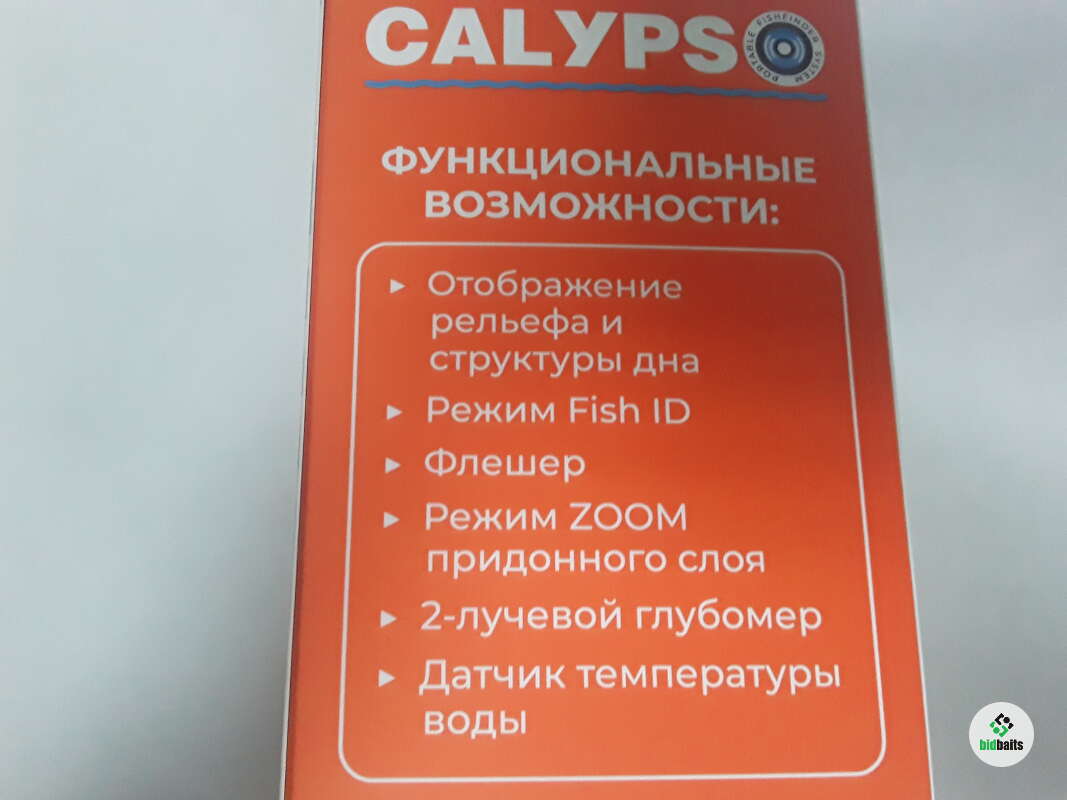 CALYPSO
PORTABLE FISHFINDER SYSTEM
ФУНКЦИОНАЛЬНЫЕ
ВОЗМОЖНОСТИ:
▸ Отображение
рельефа и
структуры дна
▸ Режим Fish ID
▸ Флешер
▸ Режим ZOOM
придонного слоя
▸ 2-лучевой глубомер
▸ Датчик температуры
воды
bidbaits